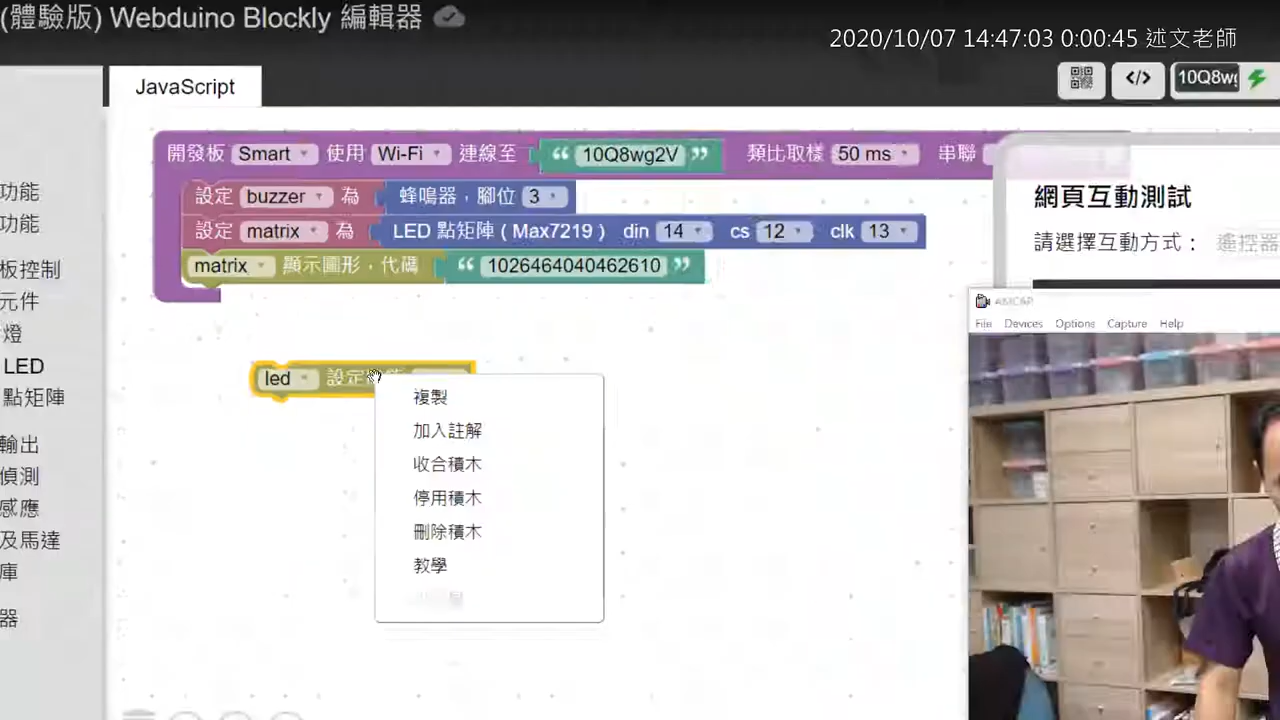 (體驗版) Webduino Blockly 編輯器
2020/10/07 14:47:03 0:00:45 述文老師
JavaScript
</>
10Q8wg
開發板 Smart 使用 Wi-Fi 連線至 “ 10Q8wg2V ” 類比取樣 50 ms 串聯
設定 buzzer 為 蜂鳴器，腳位 3
設定 matrix 為 LED 點矩陣 ( Max7219 ) din 14 cs 12 clk 13
matrix 顯示圖形，代碼 “ 1026464040462610 ”
網頁互動測試
請選擇互動方式： 遙控器
AMCAP
File Devices Options Capture Help
功能
功能
板控制
元件
燈
LED
點矩陣
輸出
偵測
感應
及馬達
庫
器
led 設定
複製
加入註解
收合積木
停用積木
刪除積木
教學